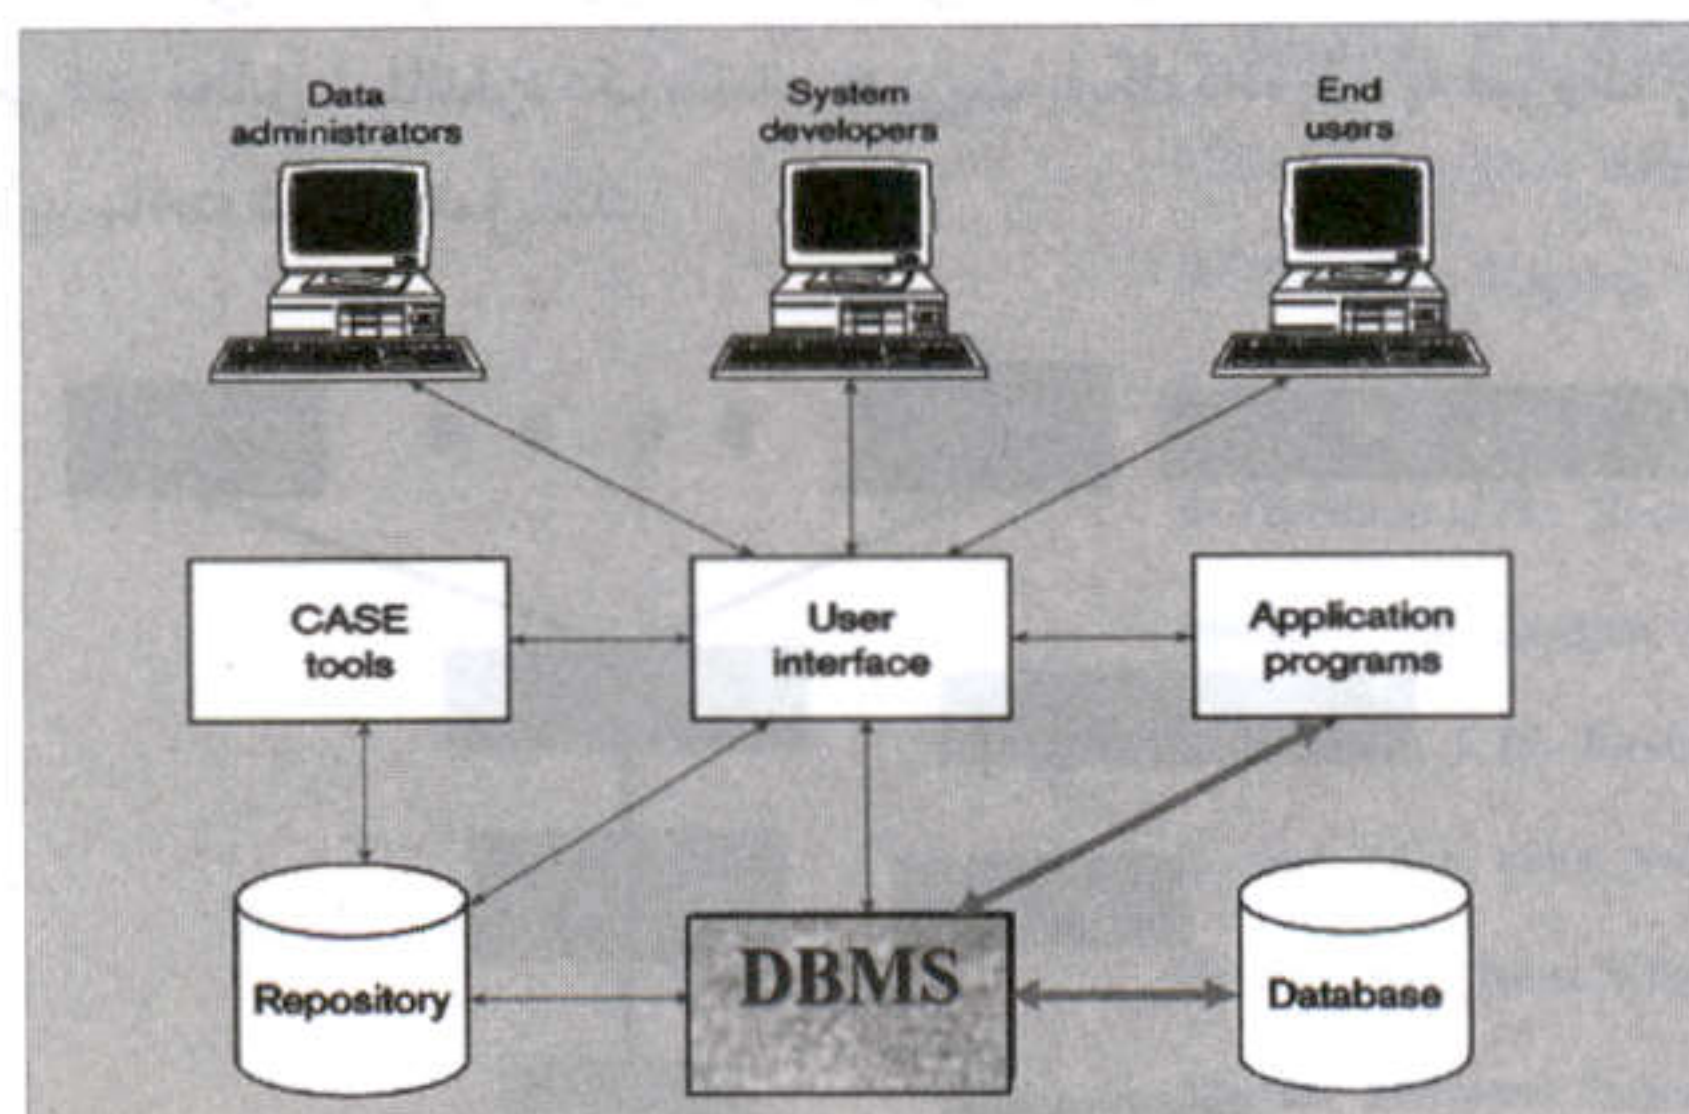 Data
administrators
System
developers
End
users
CASE
tools
User
interface
Application
programs
Repository
DBMS
Database